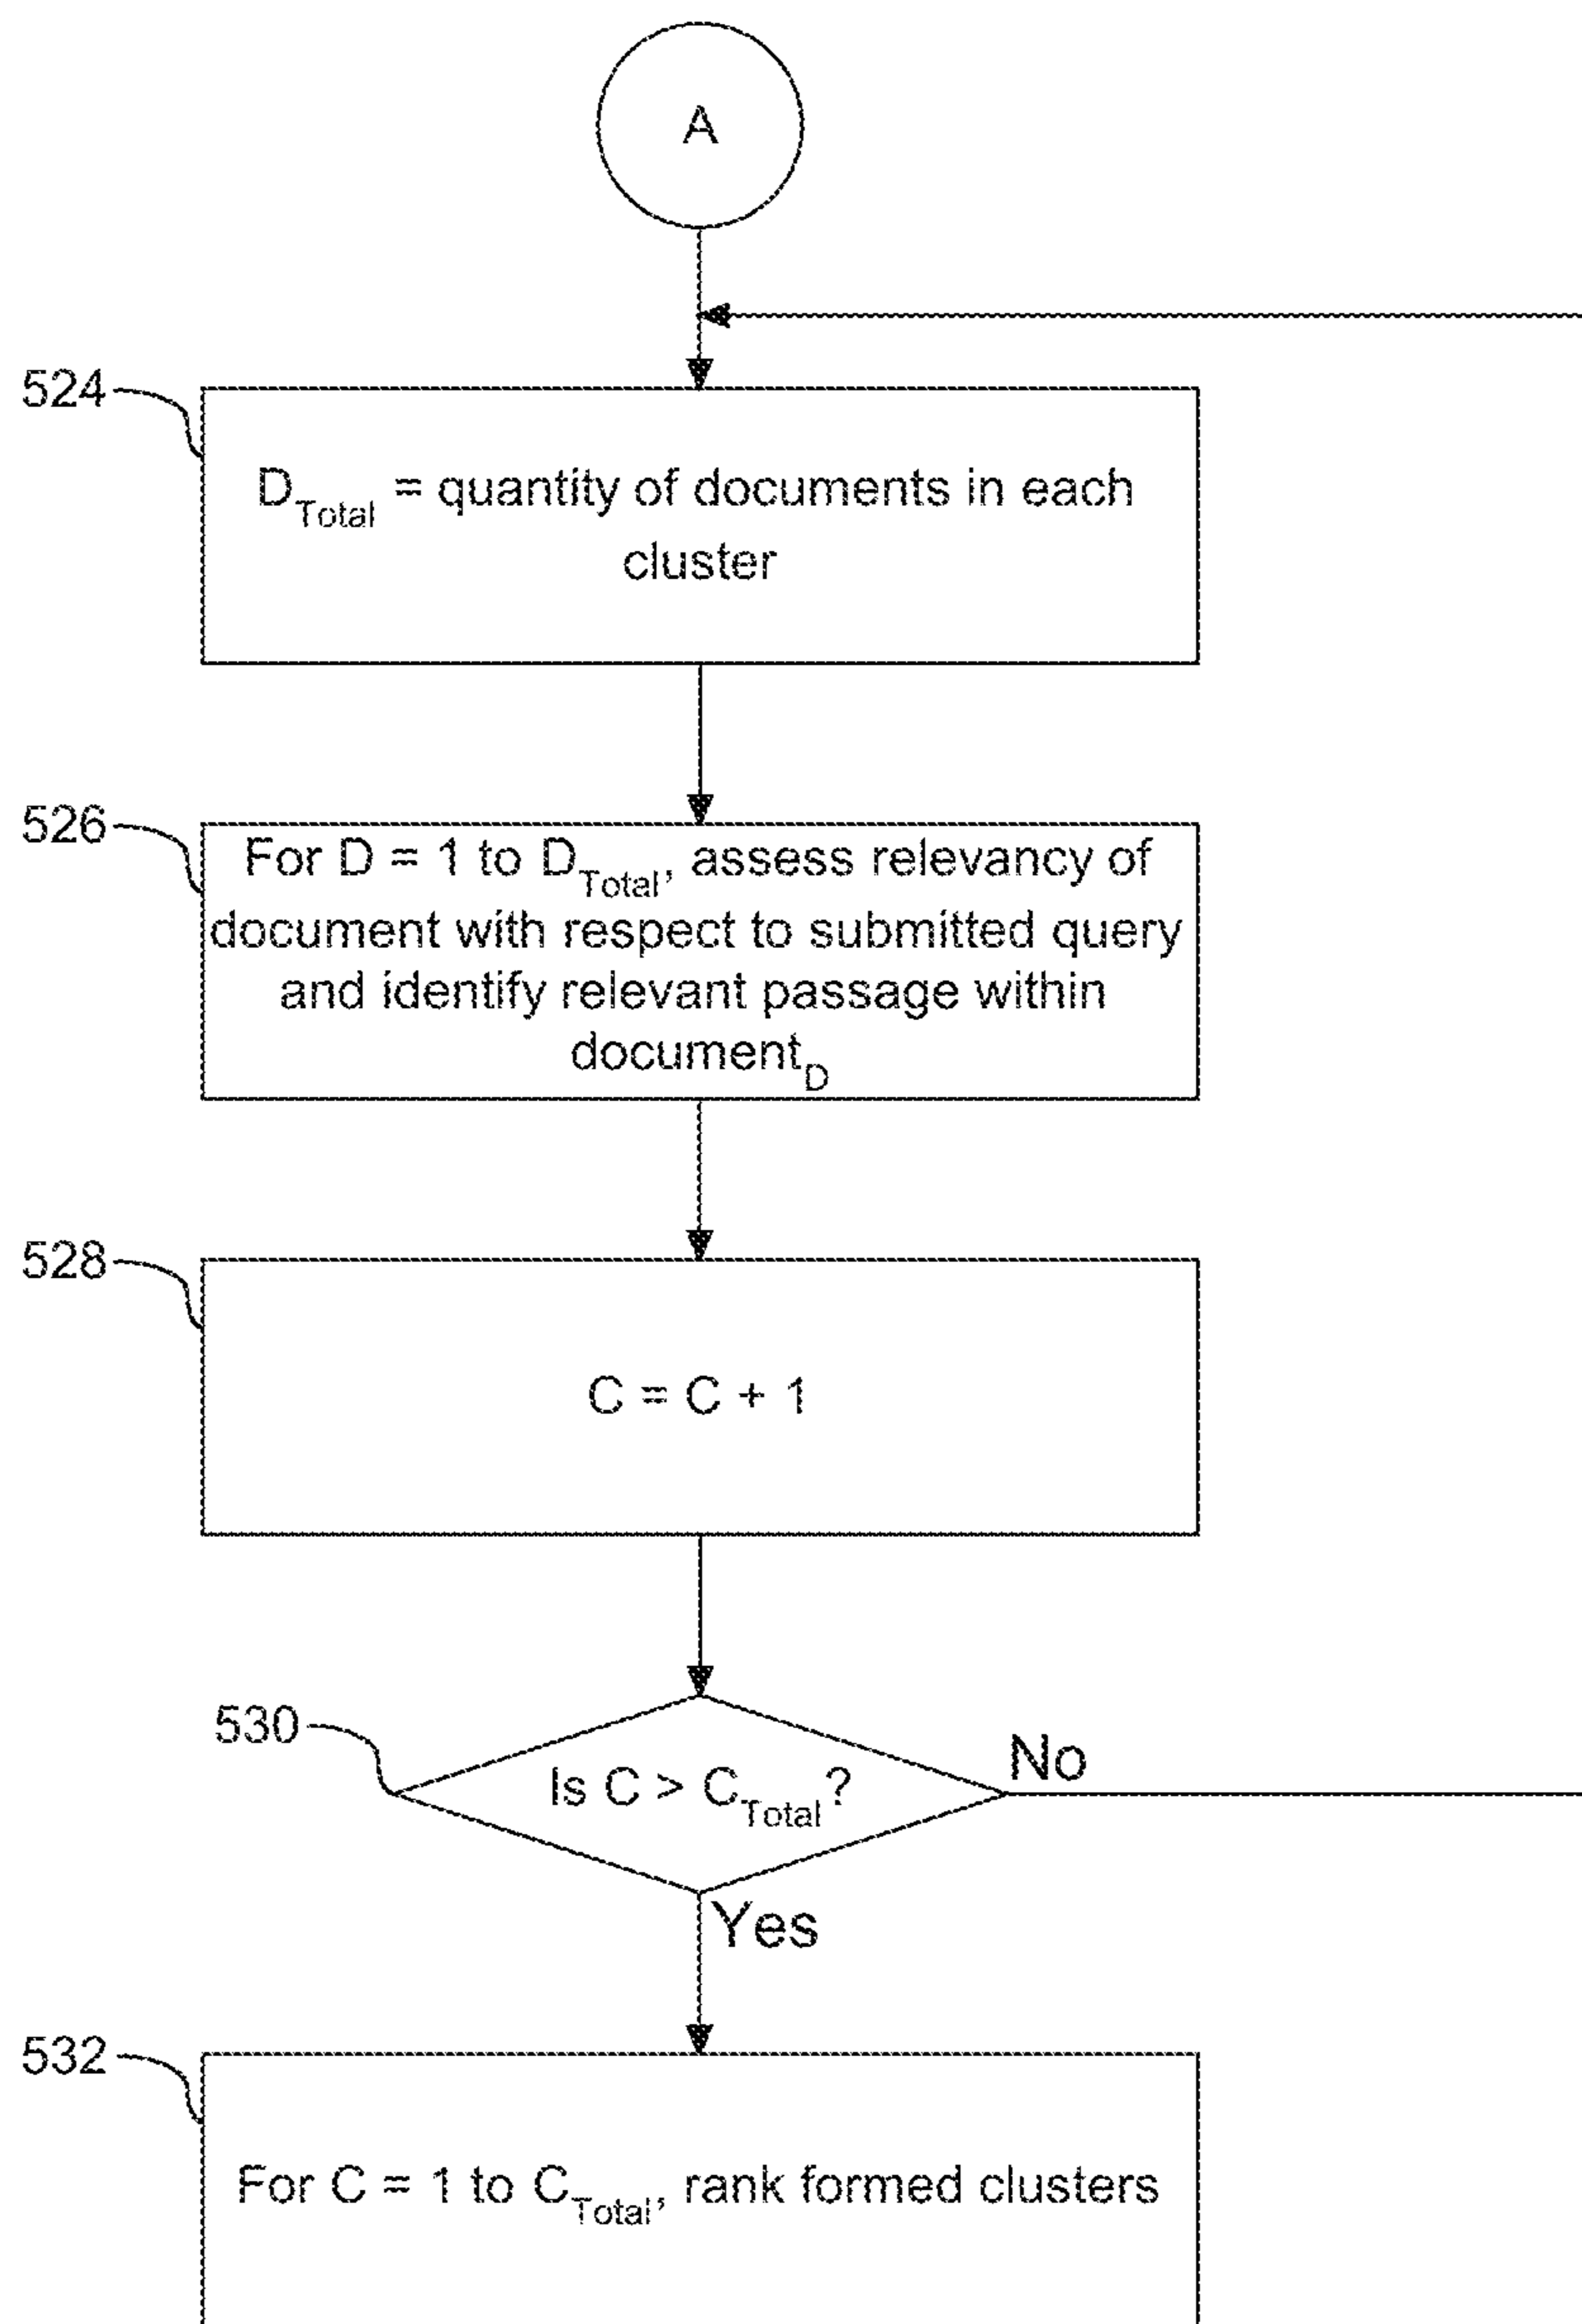 A
524
D_Total = quantity of documents in each
cluster
526
For D = 1 to D_Total, assess relevancy of
document with respect to submitted query
and identify relevant passage within
document_D
528
C = C + 1
530
Is C > C_Total?
No
Yes
532
For C = 1 to C_Total, rank formed clusters